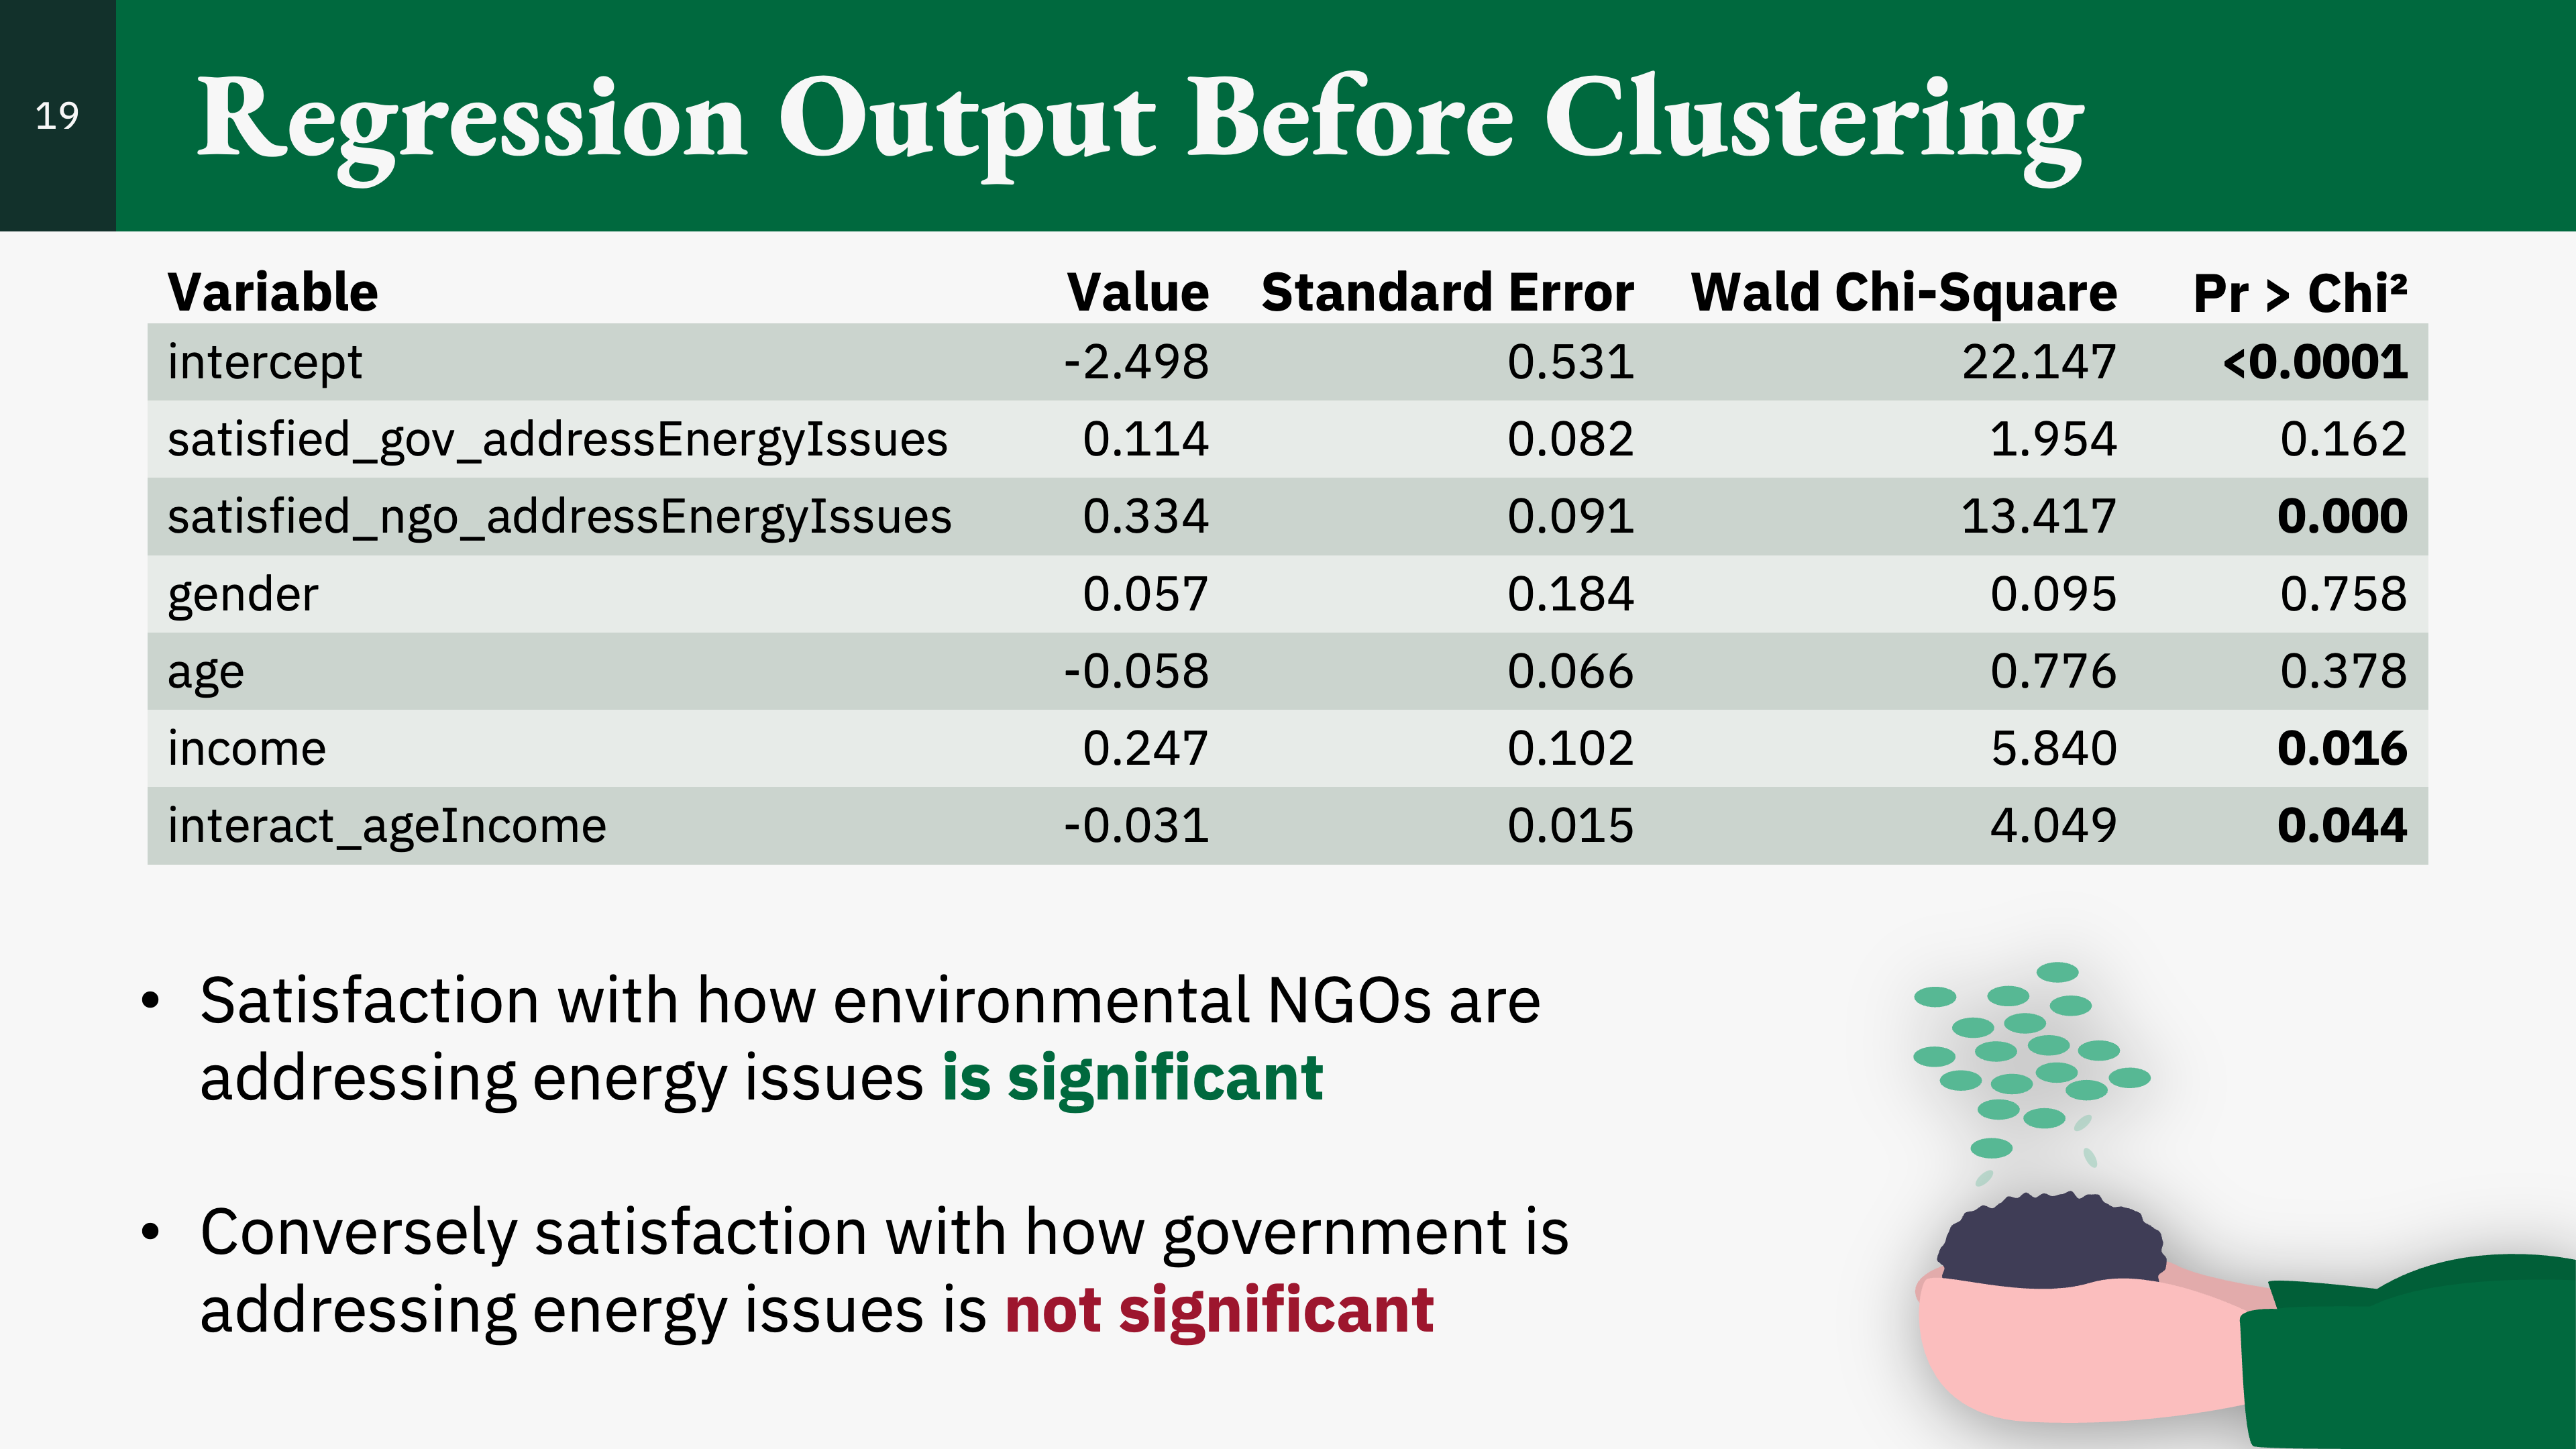 19
Regression Output Before Clustering
Variable Value Standard Error Wald Chi-Square Pr > Chi²
intercept -2.498 0.531 22.147 <0.0001
satisfied_gov_addressEnergyIssues 0.114 0.082 1.954 0.162
satisfied_ngo_addressEnergyIssues 0.334 0.091 13.417 0.000
gender 0.057 0.184 0.095 0.758
age -0.058 0.066 0.776 0.378
income 0.247 0.102 5.840 0.016
interact_ageIncome -0.031 0.015 4.049 0.044
• Satisfaction with how environmental NGOs are
addressing energy issues is significant
• Conversely satisfaction with how government is
addressing energy issues is not significant